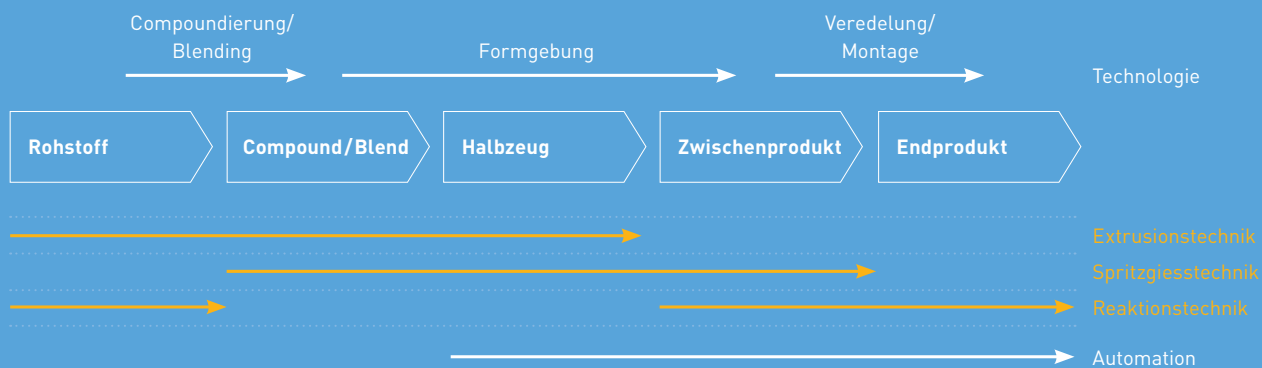 Compoundierung/
Blending
Formgebung
Veredelung/
Montage
Technologie
Rohstoff
Compound/Blend
Halbzeug
Zwischenprodukt
Endprodukt
Extrusionstechnik
Spritzgiesstechnik
Reaktionstechnik
Automation